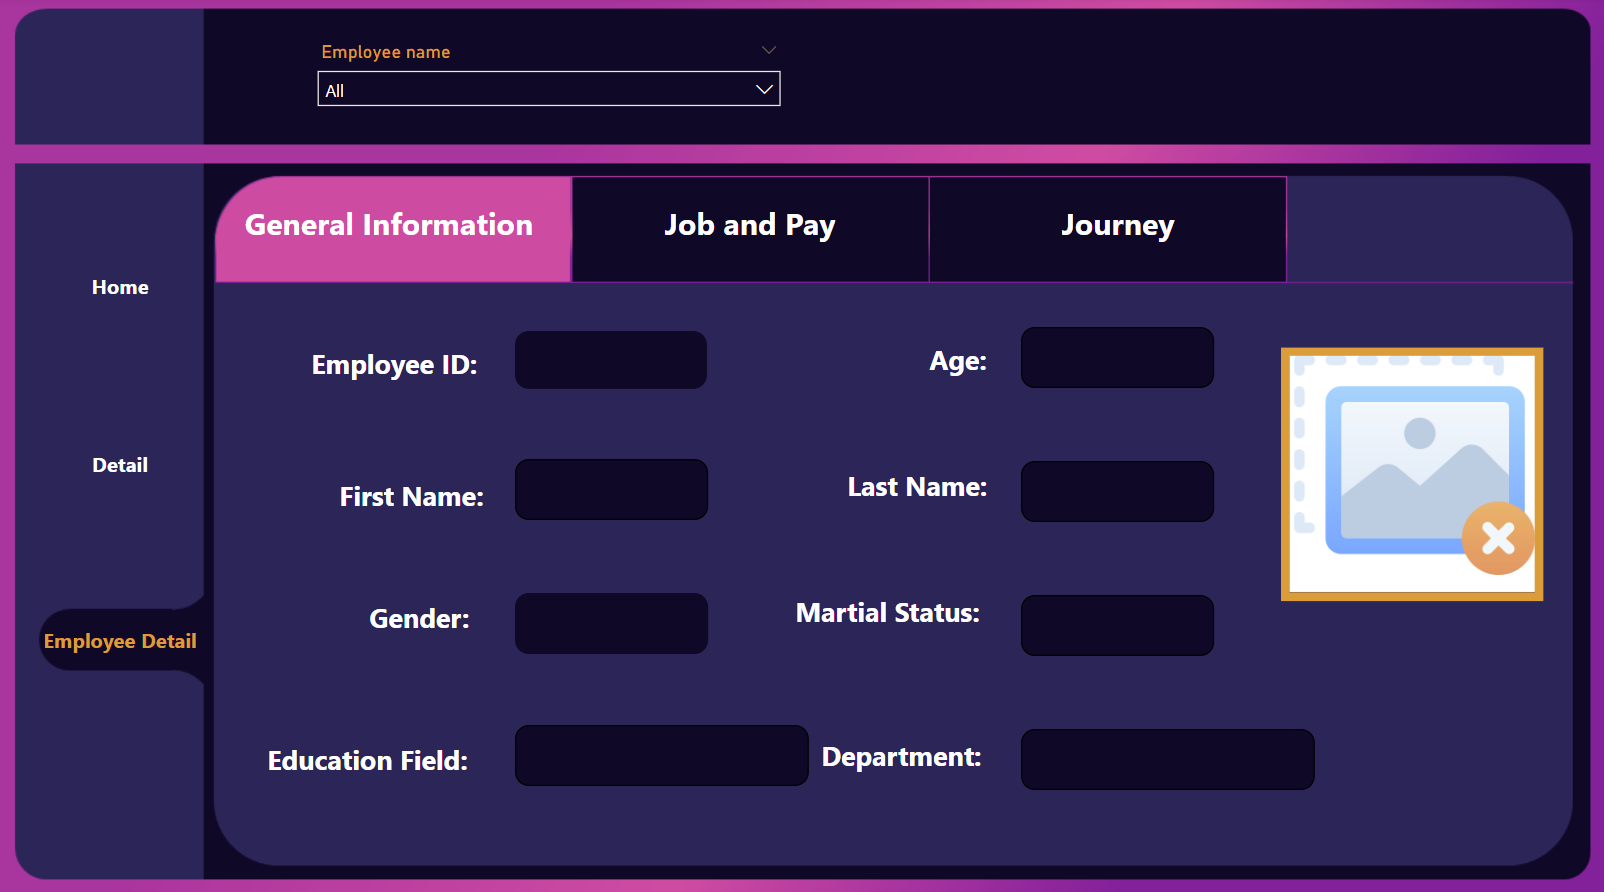 Employee name
All
General Information
Job and Pay
Journey
Home
Detail
Employee Detail
Employee ID:
Age:
First Name:
Last Name:
Gender:
Martial Status:
Education Field:
Department: